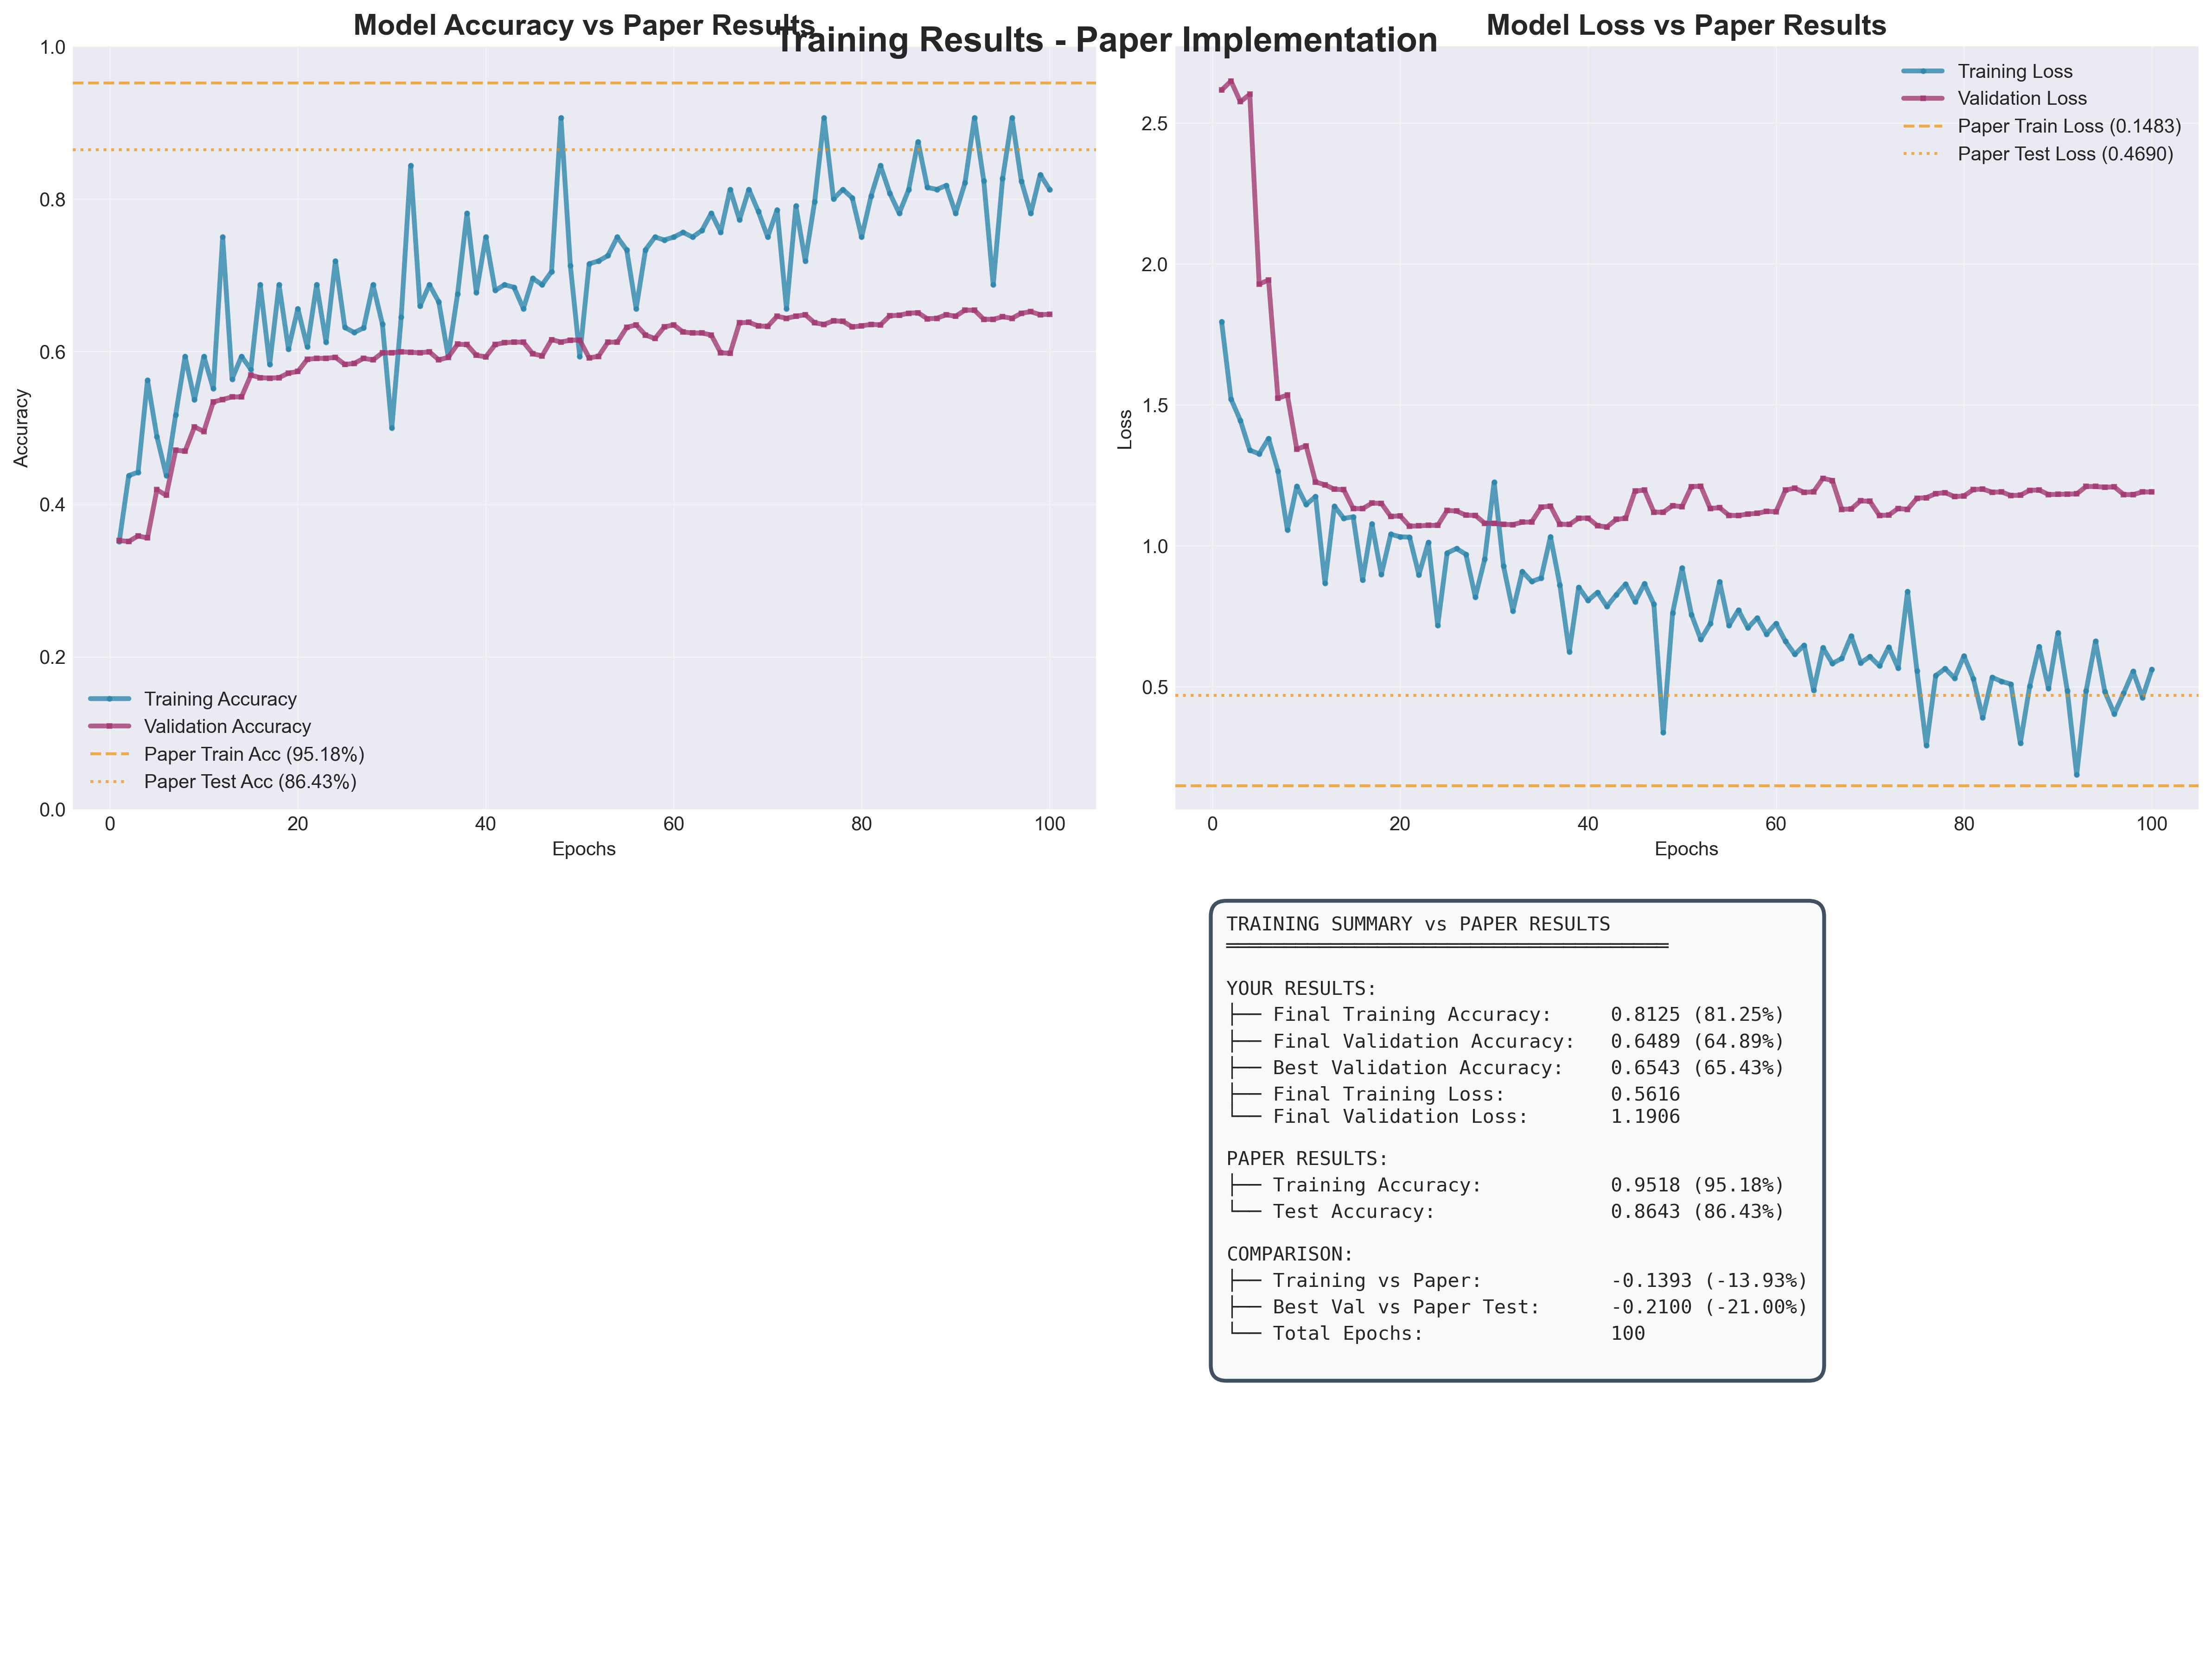 Training Results - Paper Implementation
Model Accuracy vs Paper Results
1.0
0.8
0.6
0.4
0.2
0.0
Accuracy
Training Accuracy
Validation Accuracy
Paper Train Acc (95.18%)
Paper Test Acc (86.43%)
0 20 40 60 80 100
Epochs
Model Loss vs Paper Results
2.5
2.0
1.5
1.0
0.5
Loss
Training Loss
Validation Loss
Paper Train Loss (0.1483)
Paper Test Loss (0.4690)
0 20 40 60 80 100
Epochs
TRAINING SUMMARY vs PAPER RESULTS
══════════════════════════════════════
YOUR RESULTS:
├── Final Training Accuracy: 0.8125 (81.25%)
├── Final Validation Accuracy: 0.6489 (64.89%)
├── Best Validation Accuracy: 0.6543 (65.43%)
├── Final Training Loss: 0.5616
└── Final Validation Loss: 1.1906
PAPER RESULTS:
├── Training Accuracy: 0.9518 (95.18%)
└── Test Accuracy: 0.8643 (86.43%)
COMPARISON:
├── Training vs Paper: -0.1393 (-13.93%)
├── Best Val vs Paper Test: -0.2100 (-21.00%)
└── Total Epochs: 100